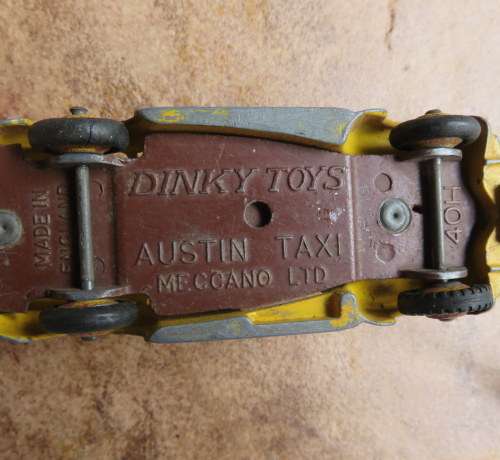 DINKY TOYS
AUSTIN TAXI
MECCANO LTD
MADE IN
ENGLAND
40H